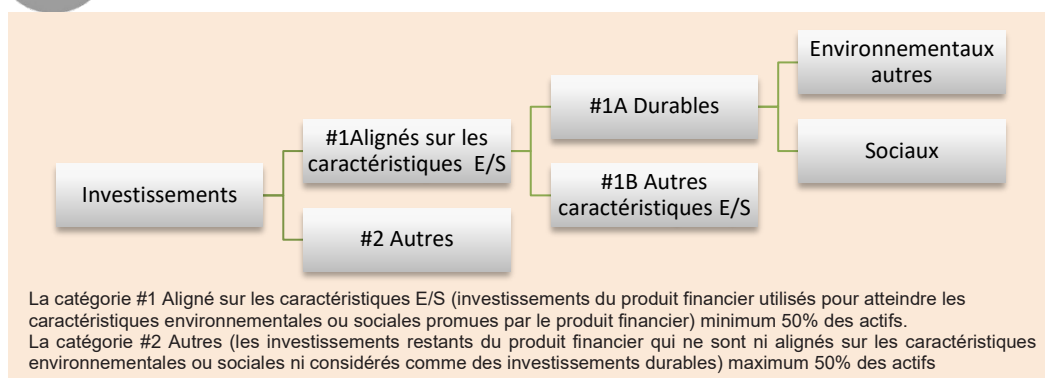 Environnementaux
autres
#1A Durables
#1Alignés sur les
caractéristiques E/S
Sociaux
Investissements
#1B Autres
caractéristiques E/S
#2 Autres
La catégorie #1 Aligné sur les caractéristiques E/S (investissements du produit financier utilisés pour atteindre les
caractéristiques environnementales ou sociales promues par le produit financier) minimum 50% des actifs.
La catégorie #2 Autres (les investissements restants du produit financier qui ne sont ni alignés sur les caractéristiques
environnementales ou sociales ni considérés comme des investissements durables) maximum 50% des actifs